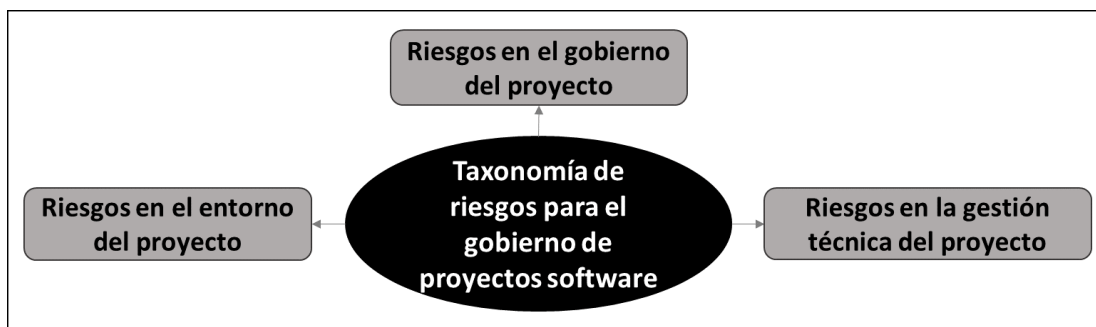 Riesgos en el gobierno
del proyecto
Riesgos en el entorno
del proyecto
Taxonomía de
riesgos para el
gobierno de
proyectos software
Riesgos en la gestión
técnica del proyecto